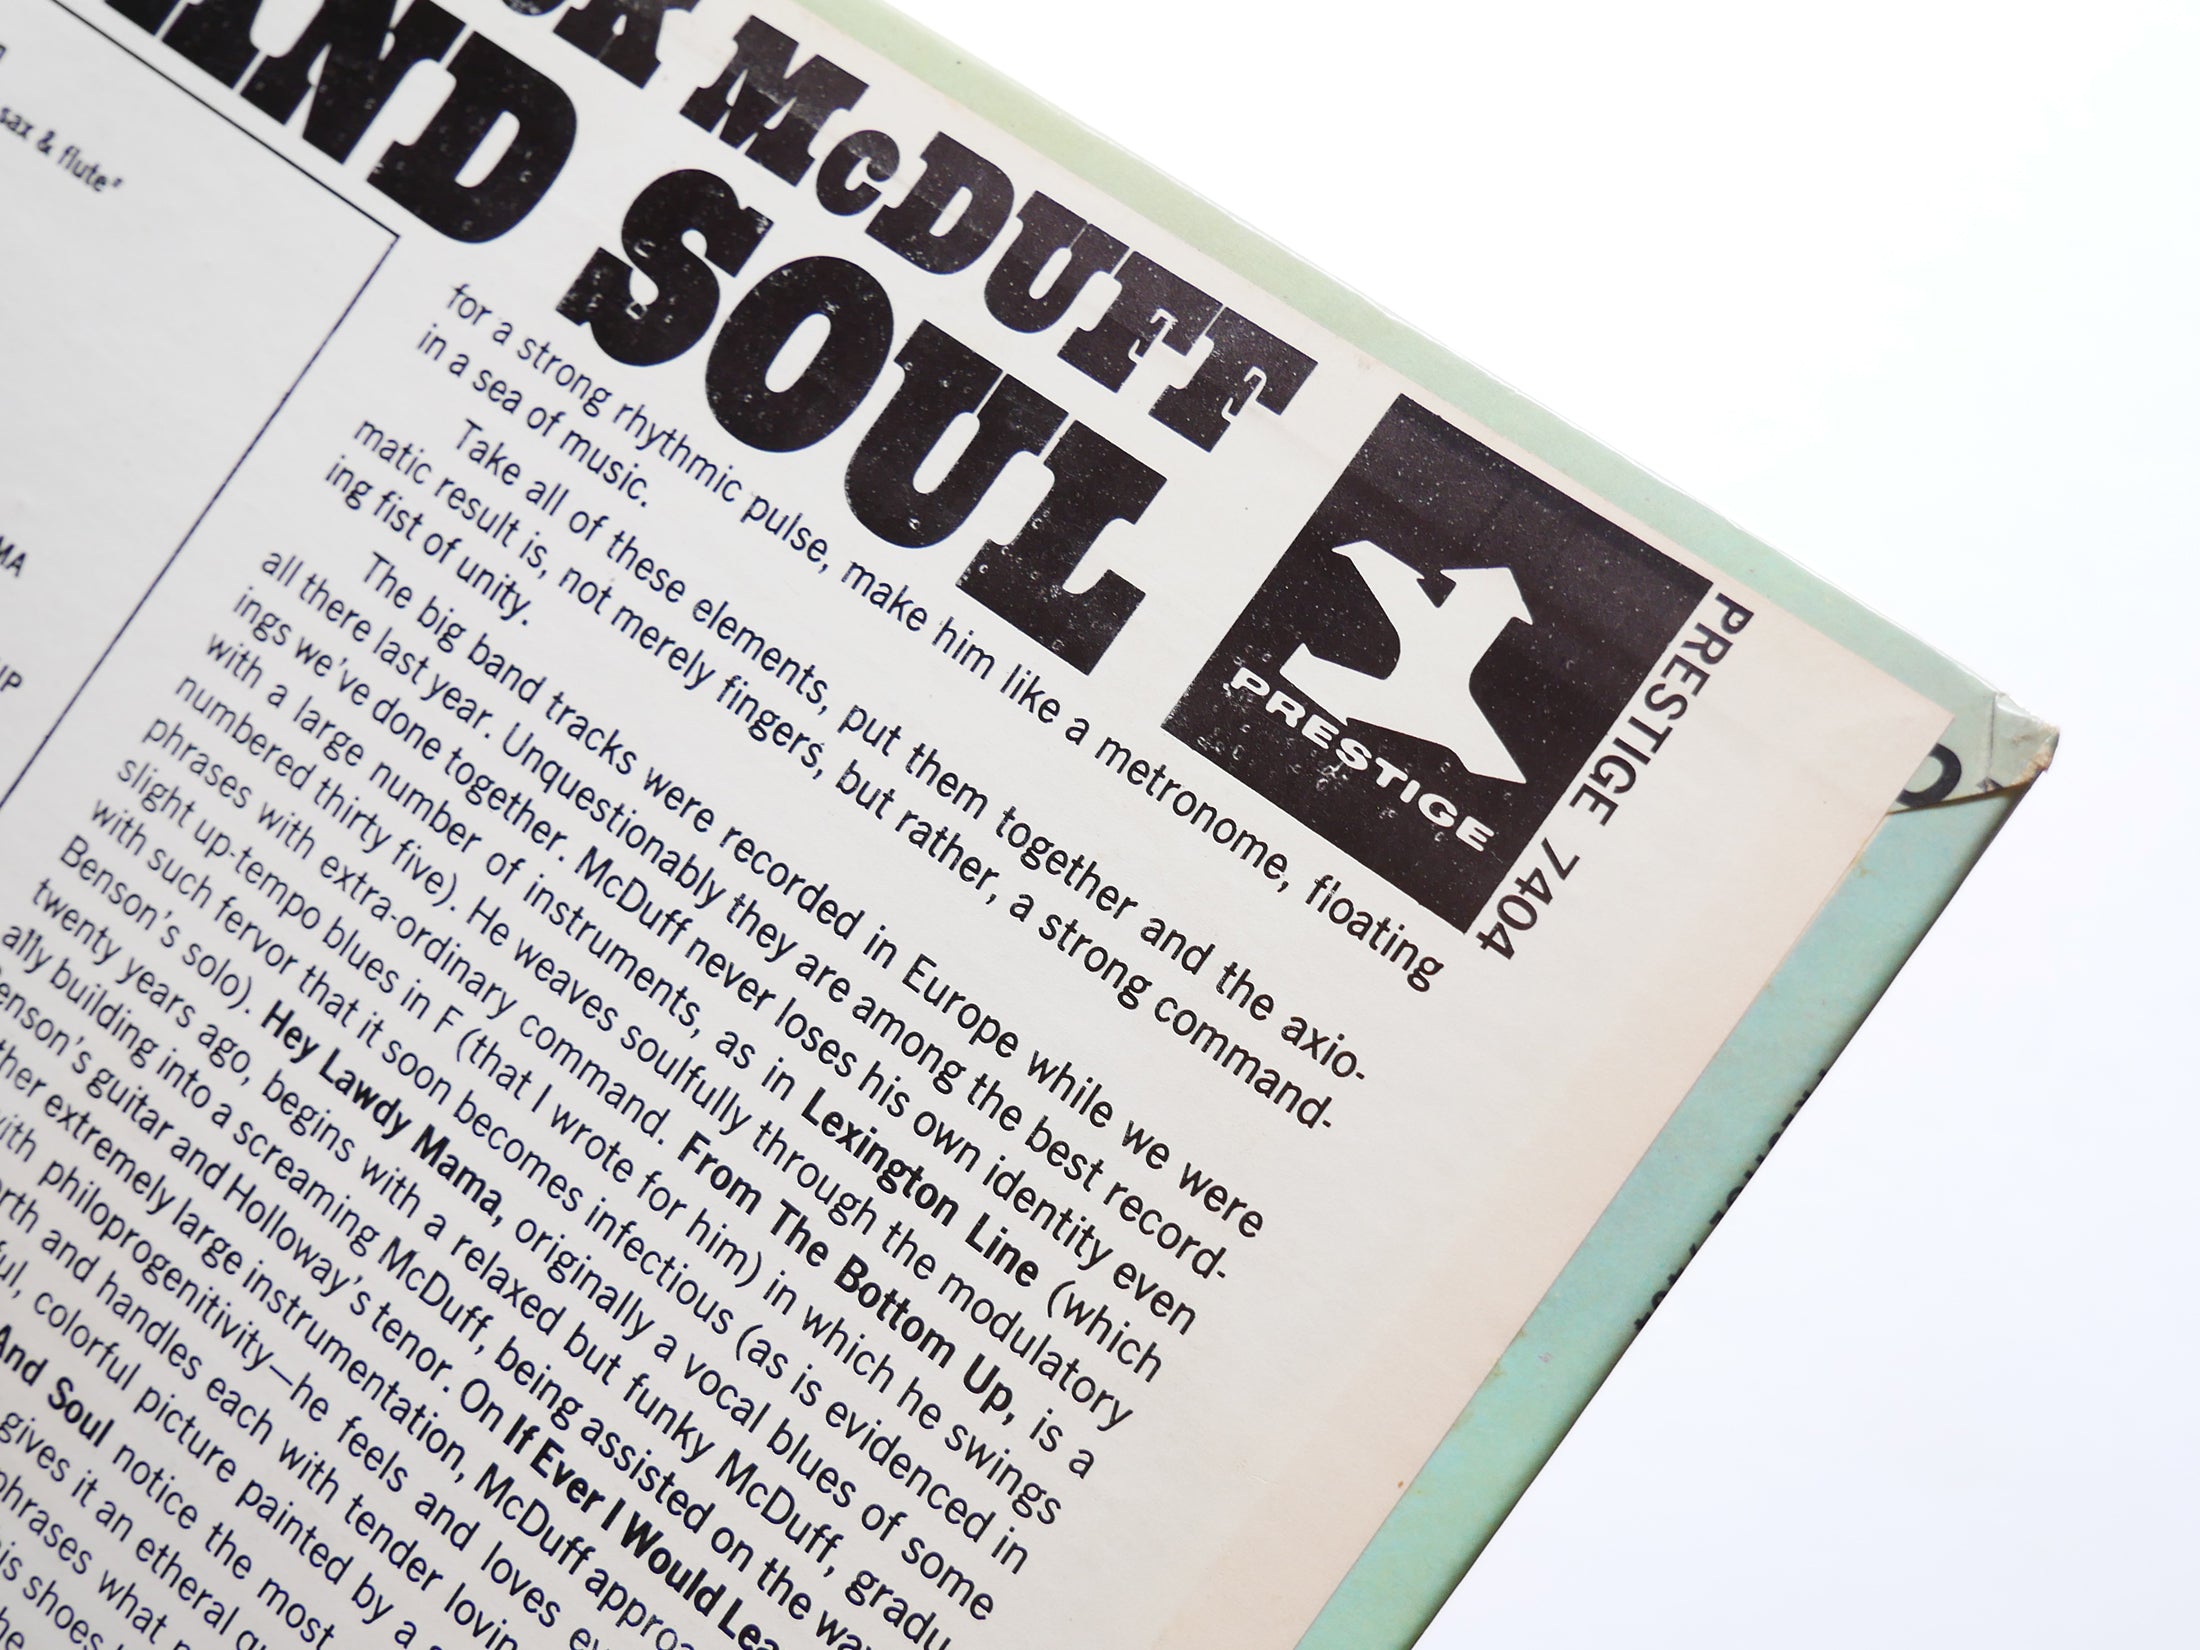 McDUFF
AND SOUL
PRESTIGE
PRESTIGE 7404
sax & flute
for a strong rhythmic pulse, make him like a metronome, floating
in a sea of music.
Take all of these elements, put them together and the axio-
matic result is, not merely fingers, but rather, a strong command-
ing fist of unity.
The big band tracks were recorded in Europe while we were
all there last year. Unquestionably they are among the best record-
ings we've done together. McDuff never loses his own identity even
with a large number of instruments, as in Lexington Line (which
numbered thirty five). He weaves soulfully through the modulatory
phrases with extra-ordinary command. From The Bottom Up, is a
slight up-tempo blues in F (that I wrote for him) in which he swings
with such fervor that it soon becomes infectious (as is evidenced in
Benson's solo). Hey Lawdy Mama, originally a vocal blues of some
twenty years ago, begins with a relaxed but funky McDuff, gradu
ally building into a screaming McDuff, being assisted on the way
enson's guitar and Holloway's tenor. On If Ever I Would Lea
ther extremely large instrumentation, McDuff approa
with philoprogenitivity—he feels and loves ev
rth and handles each with tender lovin
ful, colorful picture painted by a
And Soul notice the most
gives it an etheral qu
phrases what
is shoes
he